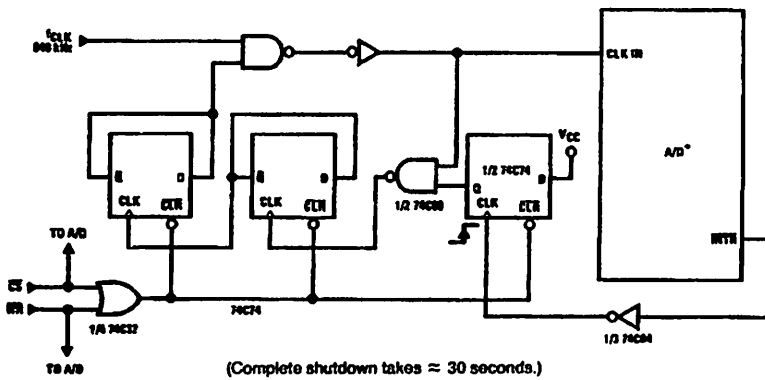 fCLK
640 kHz
CLK IN
A/D*
VCC
1/2 74C74
D
D
Q
D
CLK
CLR
CLK
CLR
1/2 74C00
CLK
CLR
INTR
TO A/D
CS
WR
1/4 74C32
74C74
1/3 74C04
TO A/D
(Complete shutdown takes ≈ 30 seconds.)